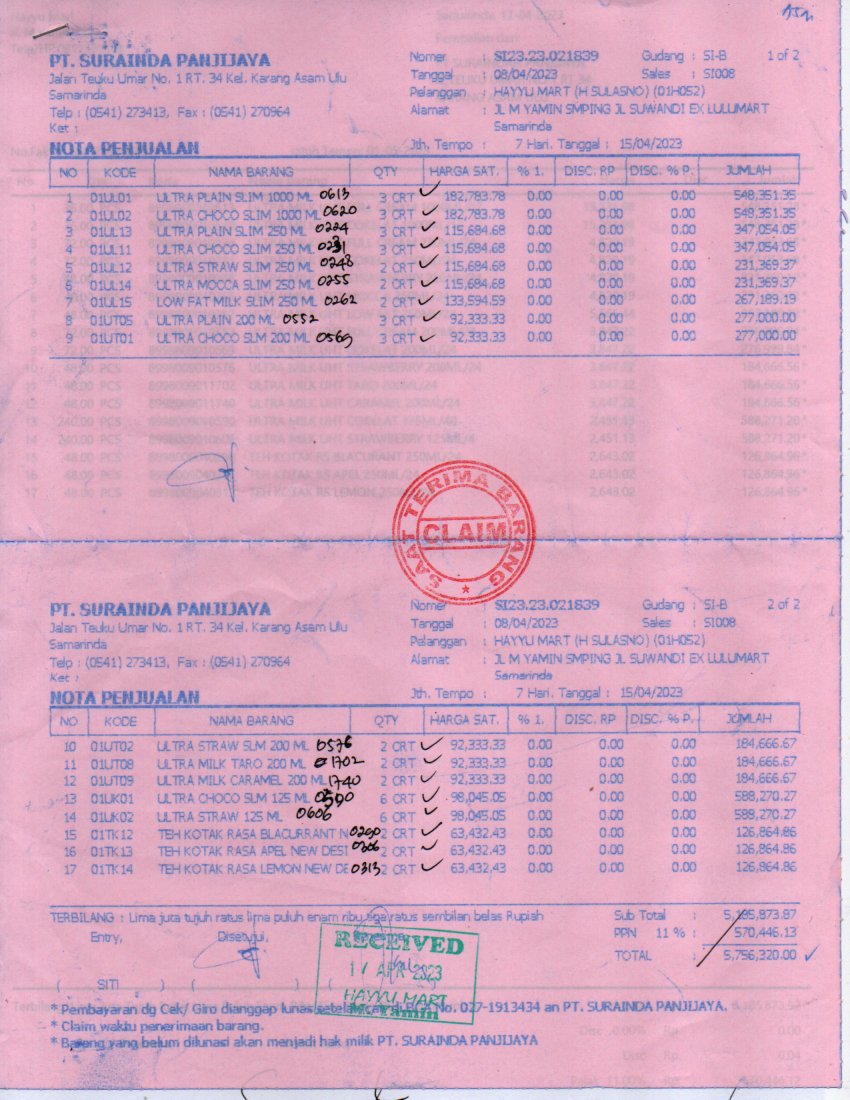 PT. SURAINDA PANJIJAYA
Jalan Teuku Umar No. 1 RT. 34 Kel. Karang Asam Ulu
Samarinda
Telp : (0541) 273413, Fax : (0541) 270964
Ket :
Nomer : SI23.23.021839 Gudang : SI-B 1 of 2
Tanggal : 08/04/2023 Sales : SI008
Pelanggan : HAYYU MART (H SULASNO) (01H052)
Alamat : JL M YAMIN SMPING JL SUWANDI EX LULUMART
Samarinda
NOTA PENJUALAN Jth. Tempo : 7 Hari. Tanggal : 15/04/2023
NO KODE NAMA BARANG QTY HARGA SAT. % 1. DISC. RP DISC. % P. JUMLAH
1 01UL01 ULTRA PLAIN SLIM 1000 ML 0613 3 CRT ✓ 182,783.78 0.00 0.00 0.00 548,351.35
2 01UL02 ULTRA CHOCO SLIM 1000 ML 0620 3 CRT ✓ 182,783.78 0.00 0.00 0.00 548,351.35
3 01UL13 ULTRA PLAIN SLIM 250 ML 0224 3 CRT ✓ 115,684.68 0.00 0.00 0.00 347,054.05
4 01UL11 ULTRA CHOCO SLIM 250 ML 0231 3 CRT ✓ 115,684.68 0.00 0.00 0.00 347,054.05
5 01UL12 ULTRA STRAW SLIM 250 ML 0248 2 CRT ✓ 115,684.68 0.00 0.00 0.00 231,369.37
6 01UL14 ULTRA MOCCA SLIM 250 ML 0255 2 CRT ✓ 115,684.68 0.00 0.00 0.00 231,369.37
7 01UL15 LOW FAT MILK SLIM 250 ML 0262 2 CRT ✓ 133,594.59 0.00 0.00 0.00 267,189.19
8 01UT05 ULTRA PLAIN 200 ML 0552 3 CRT ✓ 92,333.33 0.00 0.00 0.00 277,000.00
9 01UT01 ULTRA CHOCO SLM 200 ML 0569 3 CRT ✓ 92,333.33 0.00 0.00 0.00 277,000.00
SAAT TERIMA BARANG
CLAIM
PT. SURAINDA PANJIJAYA
Jalan Teuku Umar No. 1 RT. 34 Kel. Karang Asam Ulu
Samarinda
Telp : (0541) 273413, Fax : (0541) 270964
Ket :
Nomer : SI23.23.021839 Gudang : SI-B 2 of 2
Tanggal : 08/04/2023 Sales : SI008
Pelanggan : HAYYU MART (H SULASNO) (01H052)
Alamat : JL M YAMIN SMPING JL SUWANDI EX LULUMART
Samarinda
NOTA PENJUALAN Jth. Tempo : 7 Hari. Tanggal : 15/04/2023
NO KODE NAMA BARANG QTY HARGA SAT. % 1. DISC. RP DISC. % P. JUMLAH
10 01UT02 ULTRA STRAW SLM 200 ML 0576 2 CRT ✓ 92,333.33 0.00 0.00 0.00 184,666.67
11 01UT08 ULTRA MILK TARO 200 ML 1702 2 CRT ✓ 92,333.33 0.00 0.00 0.00 184,666.67
12 01UT09 ULTRA MILK CARAMEL 200 ML 1740 2 CRT ✓ 92,333.33 0.00 0.00 0.00 184,666.67
13 01UK01 ULTRA CHOCO SLM 125 ML 6 CRT ✓ 98,045.05 0.00 0.00 0.00 588,270.27
14 01UK02 ULTRA STRAW 125 ML 0606 6 CRT ✓ 98,045.05 0.00 0.00 0.00 588,270.27
15 01TK12 TEH KOTAK RASA BLACURRANT N 0290 2 CRT ✓ 63,432.43 0.00 0.00 0.00 126,864.86
16 01TK13 TEH KOTAK RASA APEL NEW DESI 0306 2 CRT ✓ 63,432.43 0.00 0.00 0.00 126,864.86
17 01TK14 TEH KOTAK RASA LEMON NEW DE 0313 2 CRT ✓ 63,432.43 0.00 0.00 0.00 126,864.86
TERBILANG : Lima juta tujuh ratus lima puluh enam ribu tiga ratus sembilan belas Rupiah Sub Total : 5,185,873.87
Entry, Disetujui, PPN 11 % : 570,446.13
TOTAL : 5,756,320.00 ✓
RECEIVED
17 APR 2023
HAYYU MART
M. Yamin
( SITI ) ( ) ( )
* Pembayaran dg Cek/ Giro dianggap lunas setelah cair di BCA No. 027-1913434 an PT. SURAINDA PANJIJAYA.
* Claim waktu penerimaan barang.
* Barang yang belum dilunasi akan menjadi hak milik PT. SURAINDA PANJIJAYA